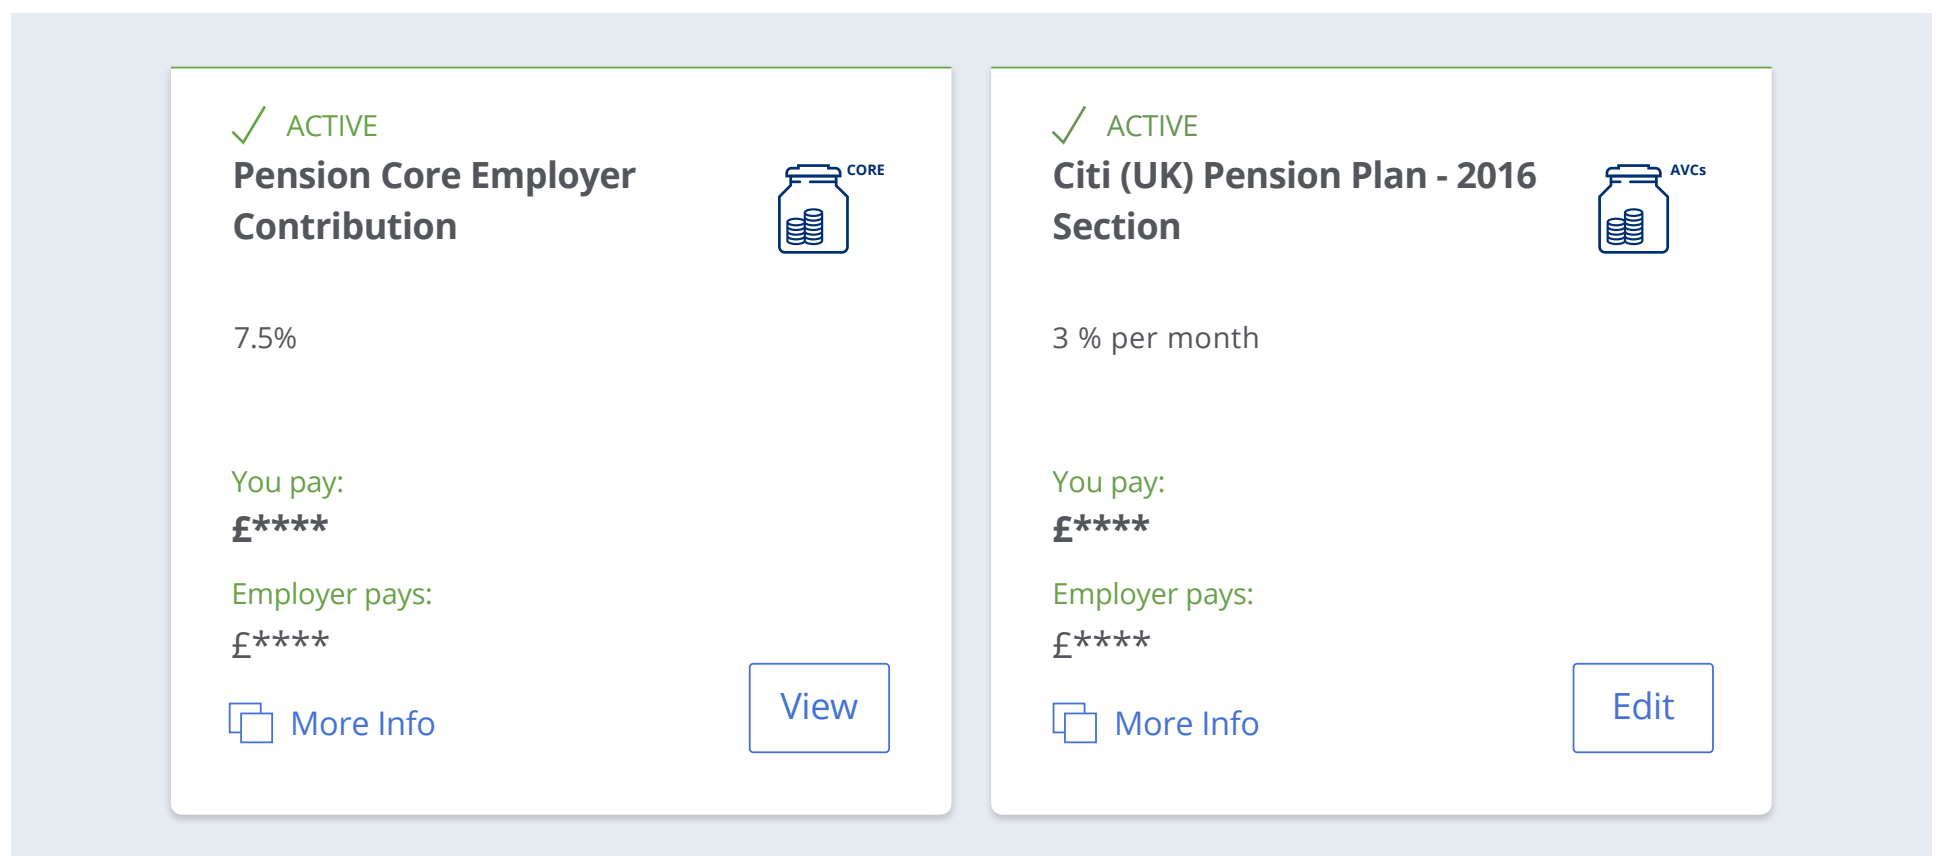 ACTIVE
Pension Core Employer
Contribution
CORE
7.5%
You pay:
£****
Employer pays:
£****
More Info
View
ACTIVE
Citi (UK) Pension Plan - 2016
Section
AVCs
3 % per month
You pay:
£****
Employer pays:
£****
More Info
Edit